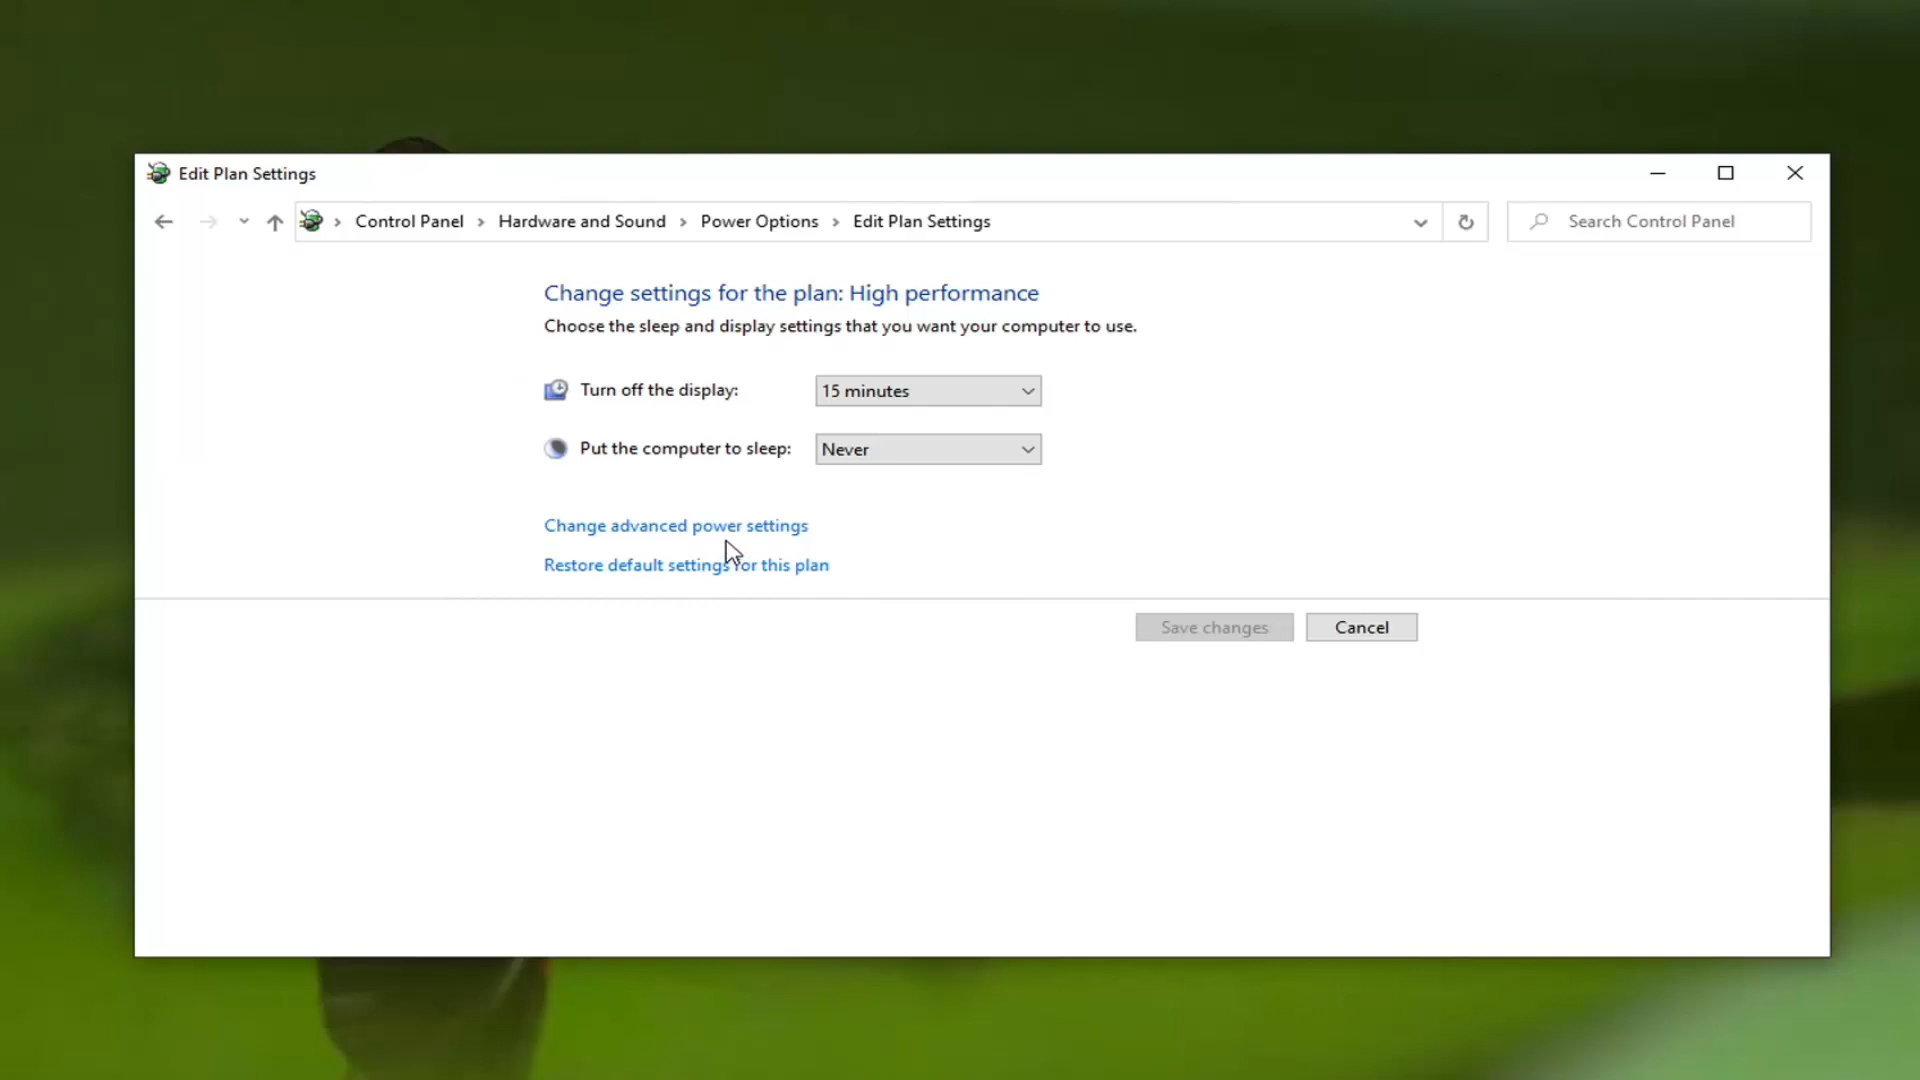 Edit Plan Settings
Control Panel > Hardware and Sound > Power Options > Edit Plan Settings
Search Control Panel
Change settings for the plan: High performance
Choose the sleep and display settings that you want your computer to use.
Turn off the display: 15 minutes
Put the computer to sleep: Never
Change advanced power settings
Restore default settings for this plan
Save changes Cancel